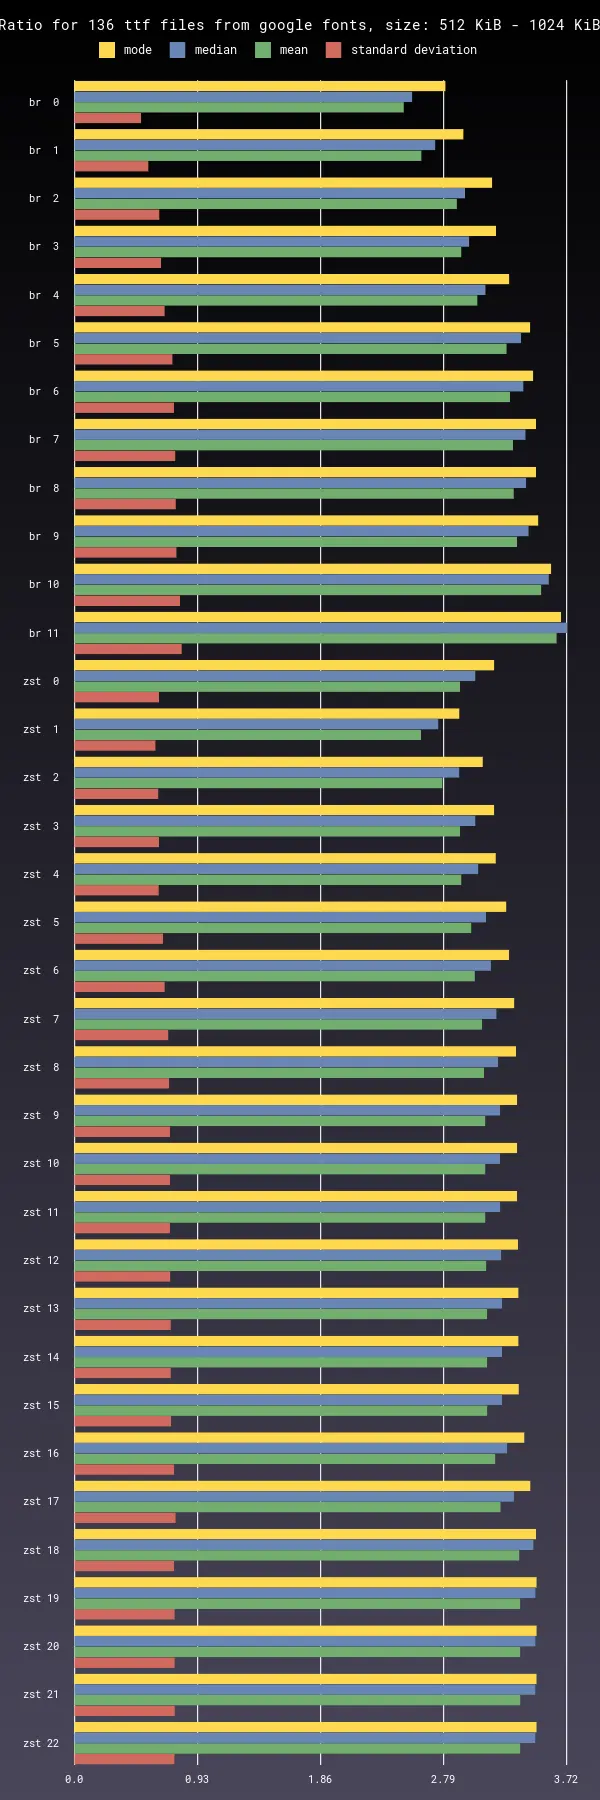 Ratio for 136 ttf files from google fonts, size: 512 KiB - 1024 KiB
mode median mean standard deviation
br 0
br 1
br 2
br 3
br 4
br 5
br 6
br 7
br 8
br 9
br 10
br 11
zst 0
zst 1
zst 2
zst 3
zst 4
zst 5
zst 6
zst 7
zst 8
zst 9
zst 10
zst 11
zst 12
zst 13
zst 14
zst 15
zst 16
zst 17
zst 18
zst 19
zst 20
zst 21
zst 22
0.0 0.93 1.86 2.79 3.72